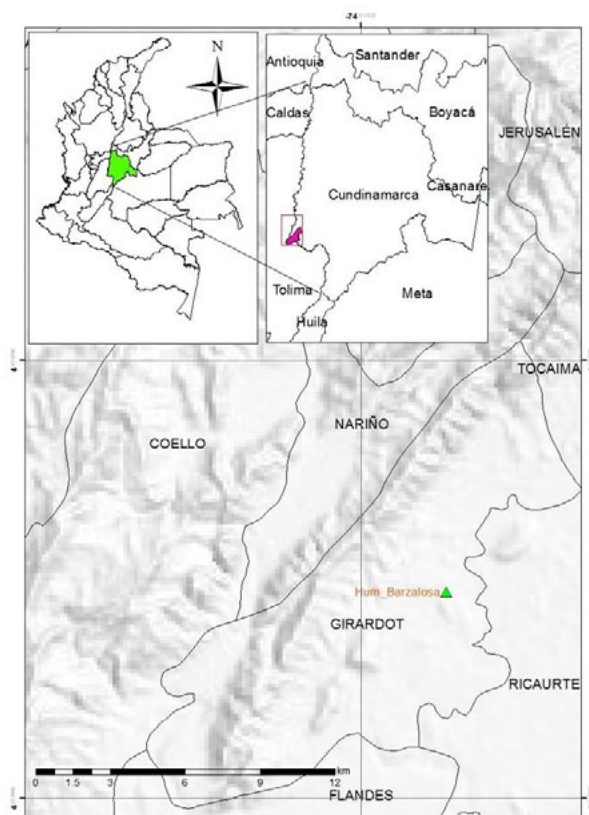 -74
N
Antioquia
Santander
Caldas
Boyacá
Cundinamarca
Casanare
Tolima
Meta
Huila
JERUSALÉN
TOCAIMA
NARIÑO
COELLO
Hum_Barzalosa
GIRARDOT
RICAURTE
0 1.5 3 6 9 12
km
FLANDES